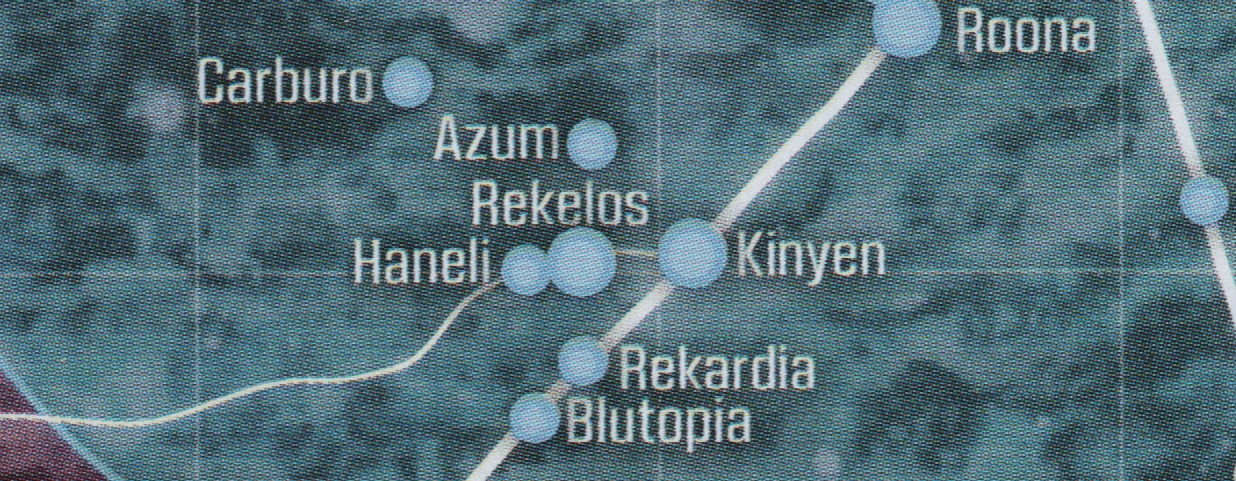 Roona
Carburo
Azum
Rekelos
Haneli
Kinyen
Rekardia
Blutopia